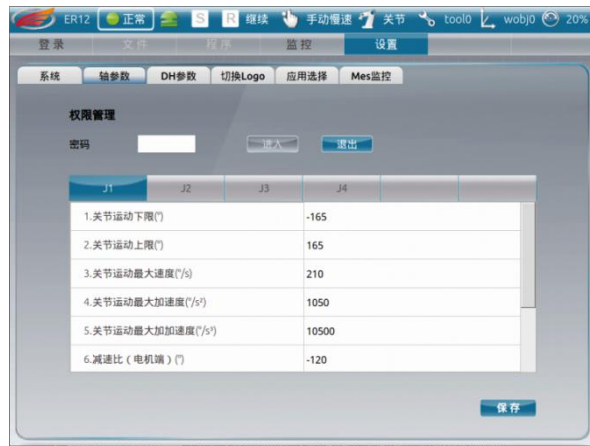 ER12 正常 S R 继续 手动慢速 关节 tool0 wobj0 20%
登录 文件 程序 监控 设置
系统 轴参数 DH参数 切换Logo 应用选择 Mes监控
权限管理
密码 进入 退出
J1 J2 J3 J4
1.关节运动下限(°) -165
2.关节运动上限(°) 165
3.关节运动最大速度(°/s) 210
4.关节运动最大加速度(°/s²) 1050
5.关节运动最大加加速度(°/s³) 10500
6.减速比（电机端）(°) -120
保存